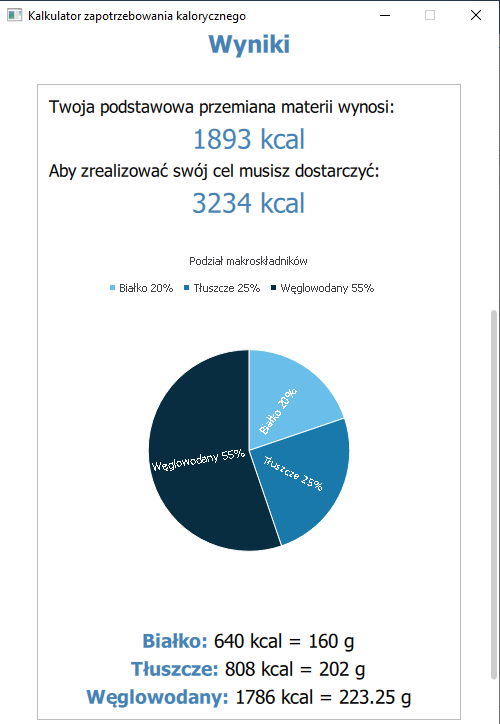 Kalkulator zapotrzebowania kalorycznego
Wyniki
Twoja podstawowa przemiana materii wynosi:
1893 kcal
Aby zrealizować swój cel musisz dostarczyć:
3234 kcal
Podział makroskładników
Białko 20% Tłuszcze 25% Węglowodany 55%
Białko 20%
Węglowodany 55%
Tłuszcze 25%
Białko: 640 kcal = 160 g
Tłuszcze: 808 kcal = 202 g
Węglowodany: 1786 kcal = 223.25 g